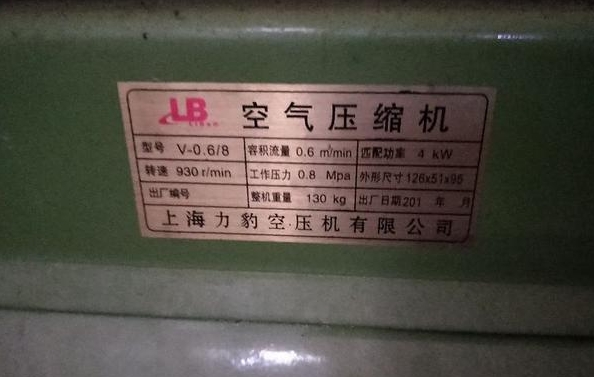 LB 空气压缩机
LIBAO
型号 V-0.6/8 容积流量 0.6 m³/min 匹配功率 4 kW
转速 930 r/min 工作压力 0.8 Mpa 外形尺寸 126x51x95
出厂编号 整机重量 130 kg 出厂日期 201 年 月
上海力豹空压机有限公司